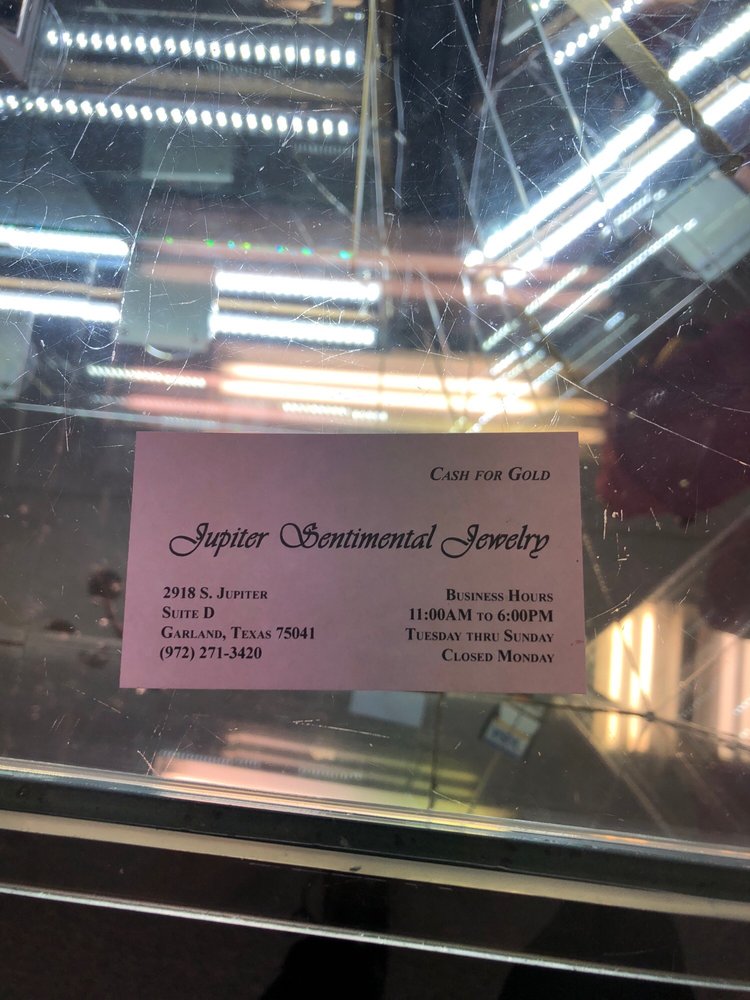 CASH FOR GOLD
Jupiter Sentimental Jewelry
2918 S. JUPITER
SUITE D
GARLAND, TEXAS 75041
(972) 271-3420
BUSINESS HOURS
11:00AM TO 6:00PM
TUESDAY THRU SUNDAY
CLOSED MONDAY